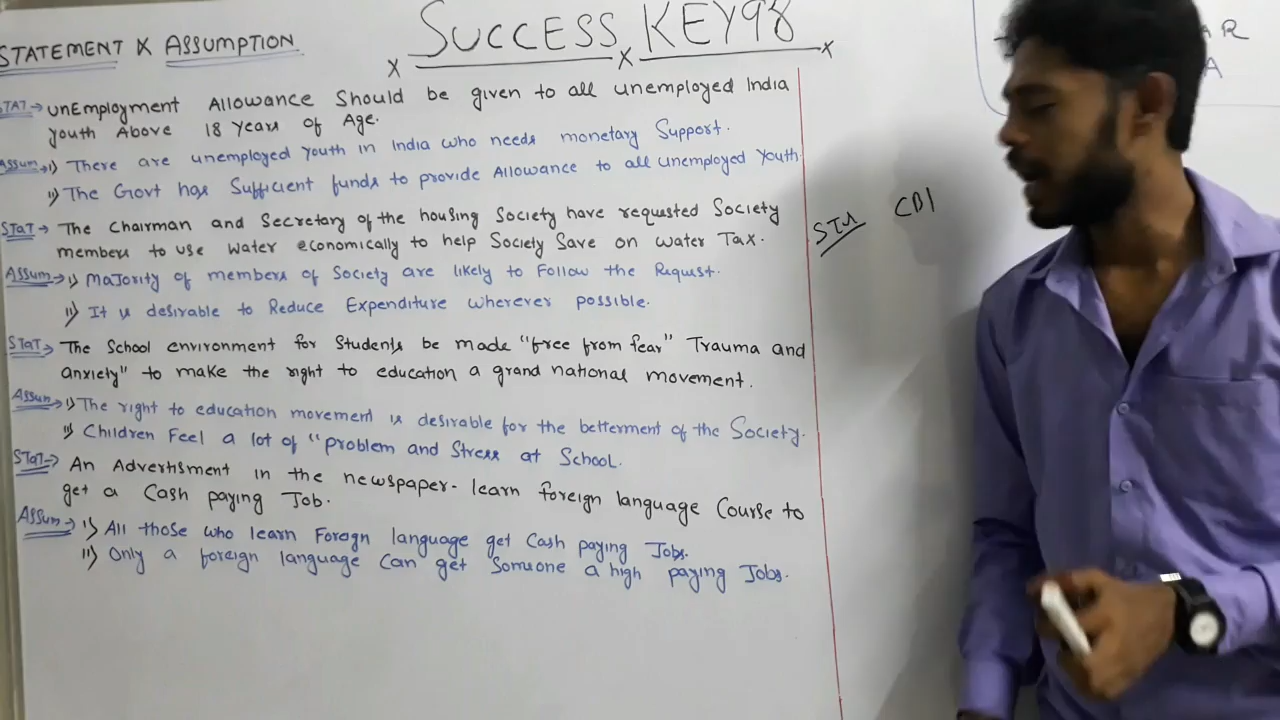 STATEMENT X ASSUMPTION
SUCCESS KEY98
X X X
STAT→ UnEmployment Allowance Should be given to all unemployed India
youth Above 18 years of Age.
Assum→ i) There are unemployed youth in India who needs monetary Support.
ii) The Govt has Sufficient funds to provide Allowance to all unemployed Youth
STaT→ The Chairman and Secretary of the housing Society have requested Society
members to use water economically to help Society Save on water Tax.
Assum→ i) Majority of members of Society are likely to Follow the Request.
ii) It is desirable to Reduce Expenditure wherever possible.
STaT→ The School environment for Students be made "free from fear" Trauma and
anxiety" to make the right to education a grand national movement.
Assum→ i) The right to education movement is desirable for the betterment of the Society.
ii) Children Feel a lot of "problem and Stress at School.
STaT→ An Advertisment in the newspaper- learn foreign language Course to
get a Cash paying Job.
Assum→ i) All those who learn Foregn language get Cash paying Jobs.
ii) Only a foreign language Can get Someone a high paying Jobs.
AR
A